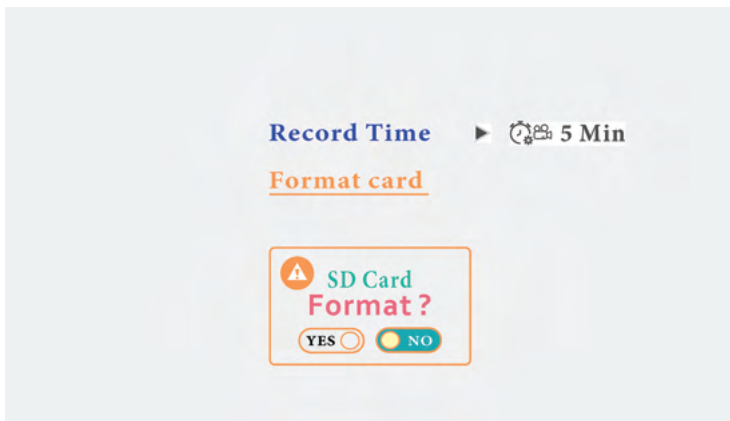 Record Time ▶ 5 Min
Format card
SD Card
Format ?
YES NO